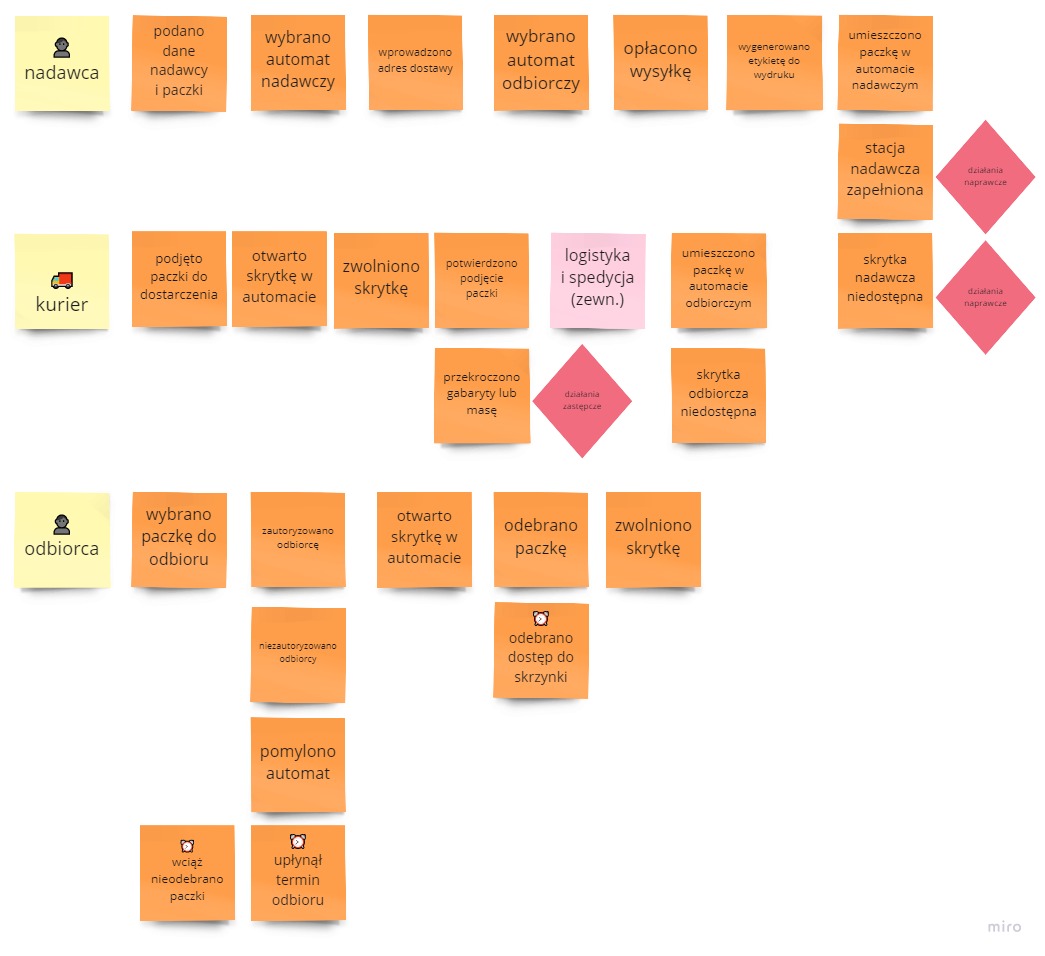 nadawca
podano
dane
nadawcy
i paczki
wybrano
automat
nadawczy
wprowadzono
adres dostawy
wybrano
automat
odbiorczy
opłacono
wysyłkę
wygenerowano
etykietę do
wydruku
umieszczono
paczkę w
automacie
nadawczym
stacja
nadawcza
zapełniona
działania
naprawcze
kurier
podjęto
paczki do
dostarczenia
otwarto
skrytkę w
automacie
zwolniono
skrytkę
potwierdzono
podjęcie
paczki
logistyka
i spedycja
(zewn.)
umieszczono
paczkę w
automacie
odbiorczym
skrytka
nadawcza
niedostępna
działania
naprawcze
przekroczono
gabaryty lub
masę
działania
zastępcze
skrytka
odbiorcza
niedostępna
odbiorca
wybrano
paczkę do
odbioru
zautoryzowano
odbiorcę
otwarto
skrytkę w
automacie
odebrano
paczkę
zwolniono
skrytkę
niezautoryzowano
odbiorcy
odebrano
dostęp do
skrzynki
pomylono
automat
wciąż
nieodebrano
paczki
upłynął
termin
odbioru
miro